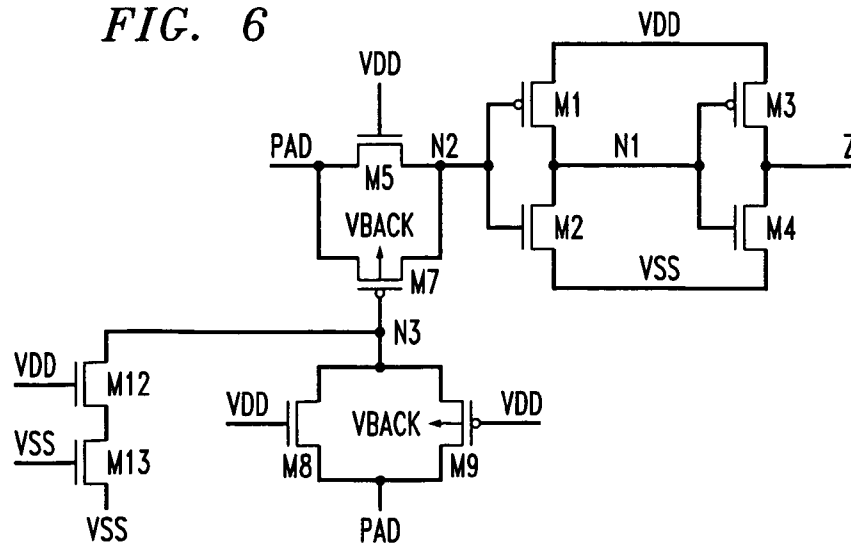 FIG. 6
VDD
VDD
M1
M3
PAD
N2
N1
Z
M5
VBACK
M2
M4
M7
VSS
N3
VDD
M12
VDD
VBACK
VDD
VSS
M13
M8
M9
VSS
PAD